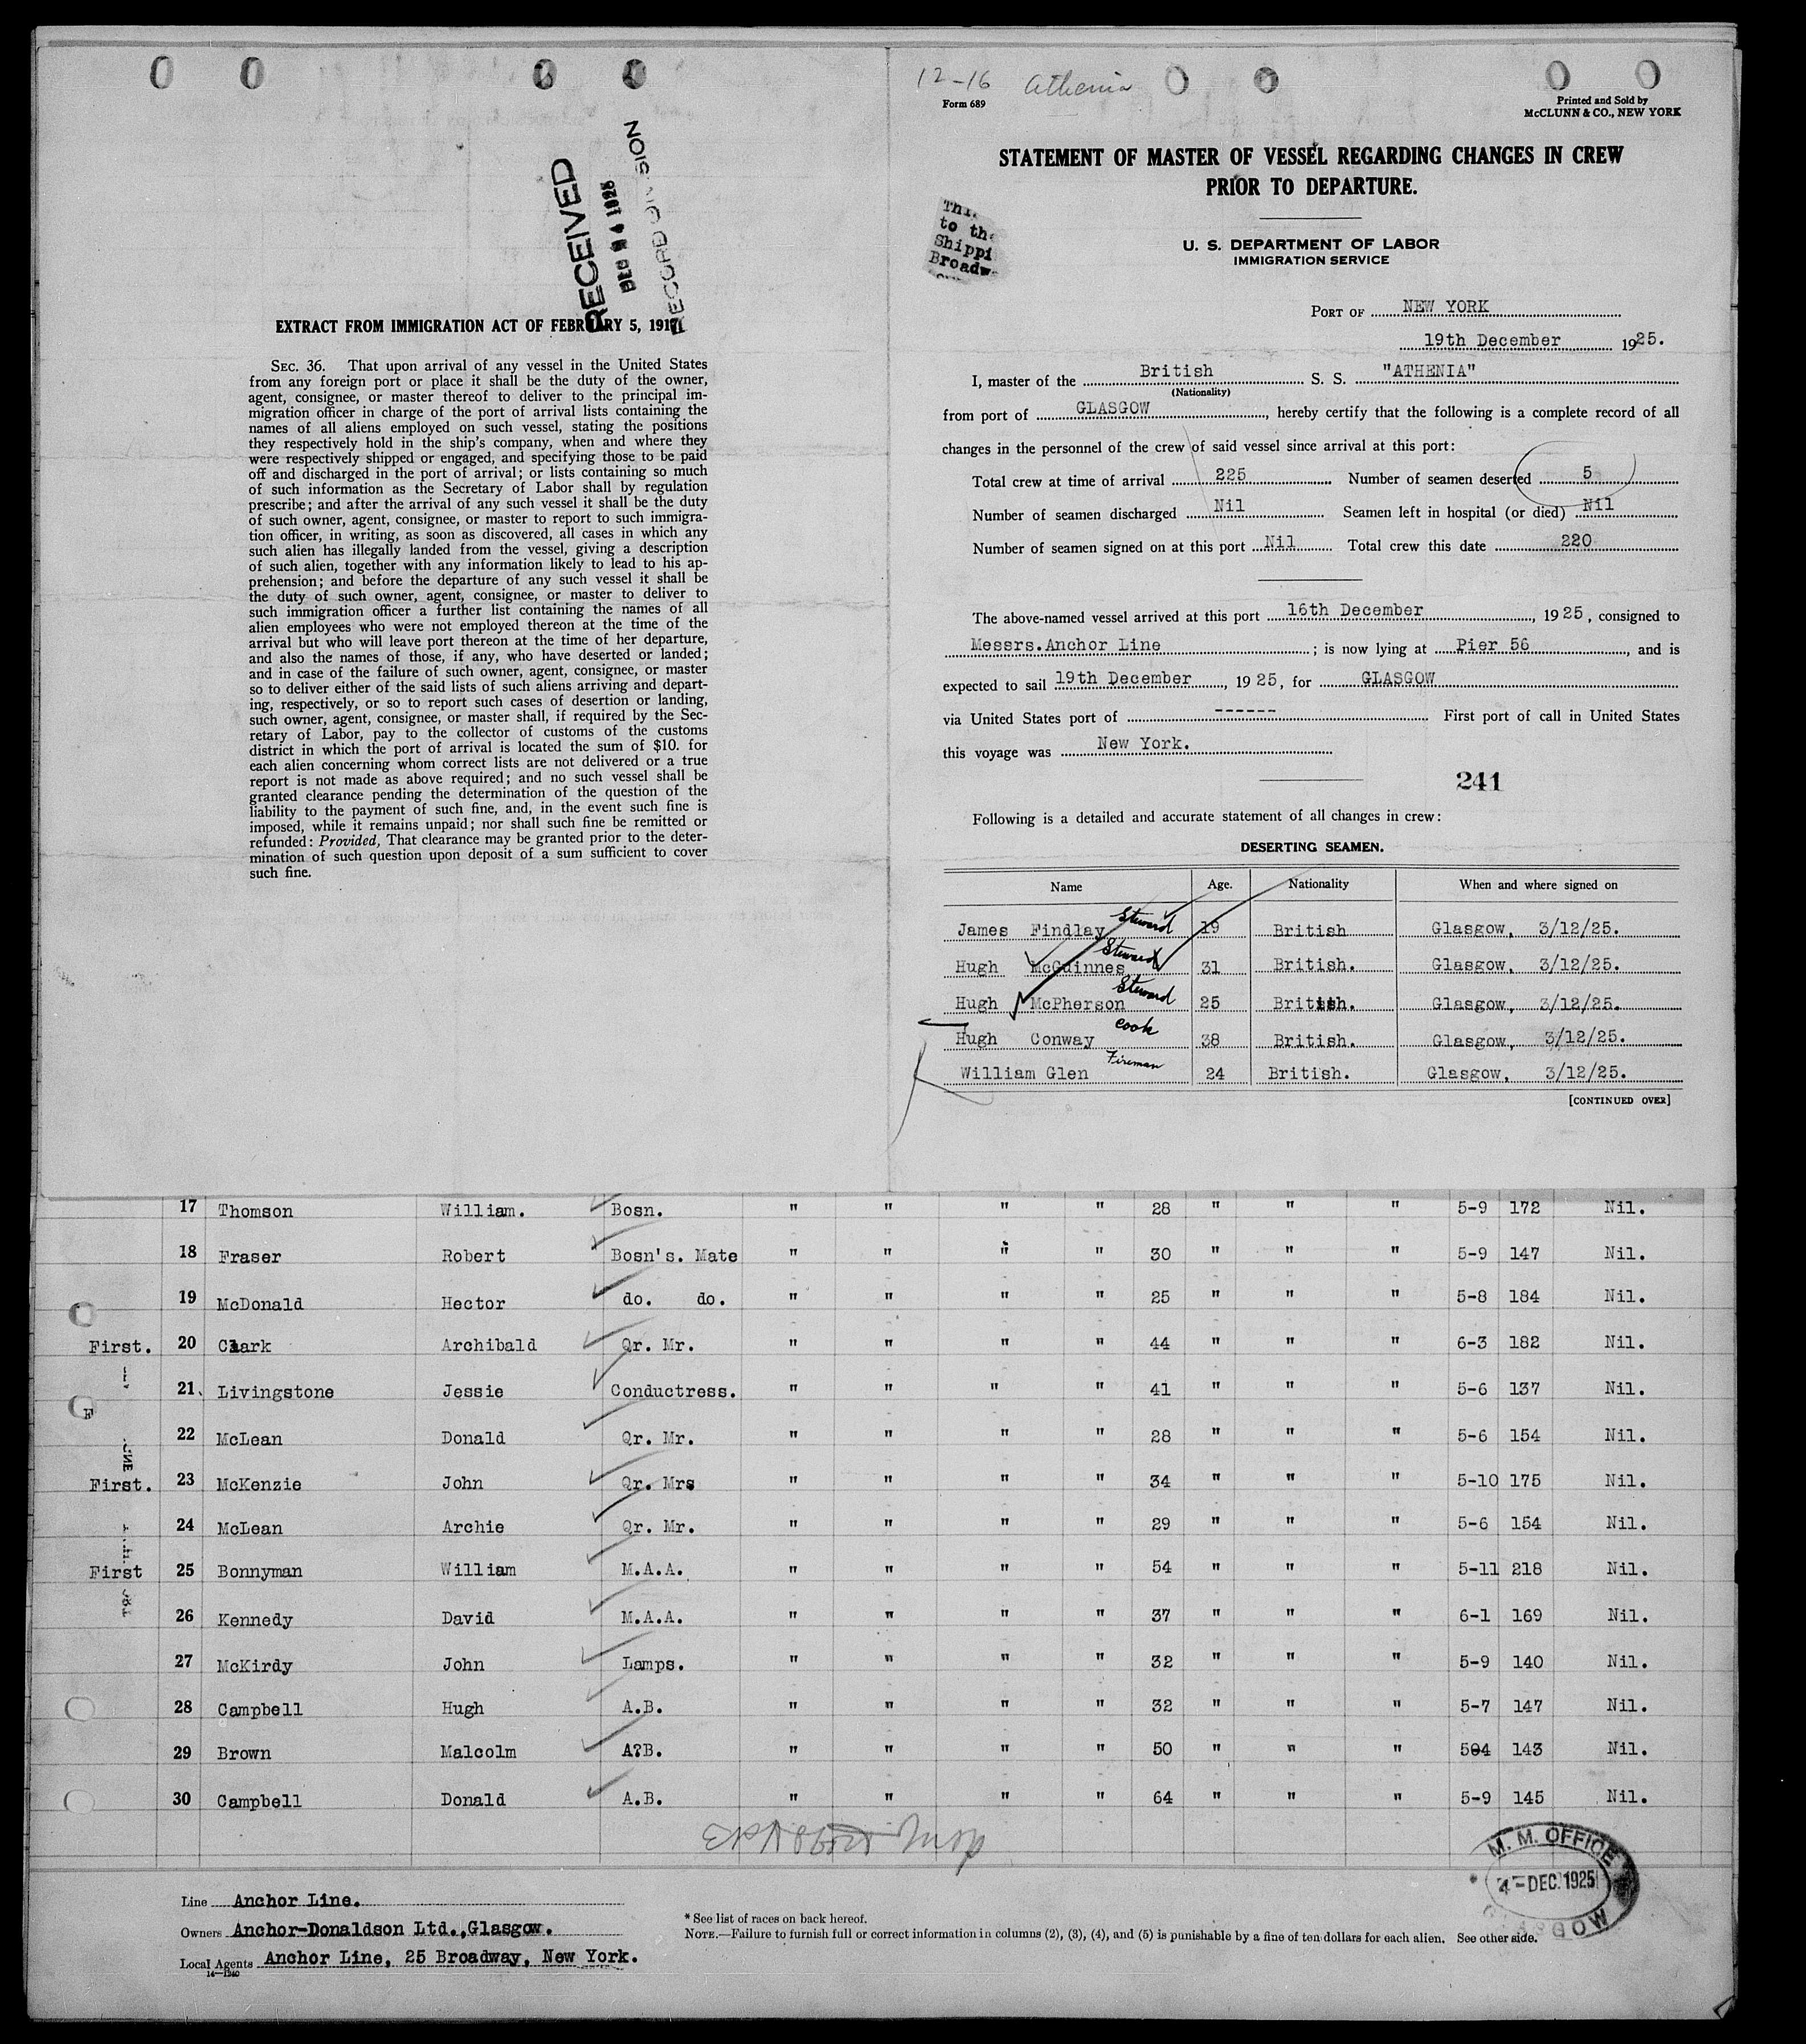 RECEIVED
RECORD DIVISION
EXTRACT FROM IMMIGRATION ACT OF FEBRUARY 5, 1917.
SEC. 36. That upon arrival of any vessel in the United States
from any foreign port or place it shall be the duty of the owner,
agent, consignee, or master thereof to deliver to the principal im-
migration officer in charge of the port of arrival lists containing the
names of all aliens employed on such vessel, stating the positions
they respectively hold in the ship's company, when and where they
were respectively shipped or engaged, and specifying those to be paid
off and discharged in the port of arrival; or lists containing so much
of such information as the Secretary of Labor shall by regulation
prescribe; and after the arrival of any such vessel it shall be the duty
of such owner, agent, consignee, or master to report to such immigra-
tion officer, in writing, as soon as discovered, all cases in which any
such alien has illegally landed from the vessel, giving a description
of such alien, together with any information likely to lead to his ap-
prehension; and before the departure of any such vessel it shall be
the duty of such owner, agent, consignee, or master to deliver to
such immigration officer a further list containing the names of all
alien employees who were not employed thereon at the time of the
arrival but who will leave port thereon at the time of her departure,
and also the names of those, if any, who have deserted or landed;
and in case of the failure of such owner, agent, consignee, or master
so to deliver either of the said lists of such aliens arriving and depart-
ing, respectively, or so to report such cases of desertion or landing,
such owner, agent, consignee, or master shall, if required by the Sec-
retary of Labor, pay to the collector of customs of the customs
district in which the port of arrival is located the sum of $10. for
each alien concerning whom correct lists are not delivered or a true
report is not made as above required; and no such vessel shall be
granted clearance pending the determination of the question of the
liability to the payment of such fine, and, in the event such fine is
imposed, while it remains unpaid; nor shall such fine be remitted or
refunded: Provided, That clearance may be granted prior to the deter-
mination of such question upon deposit of a sum sufficient to cover
such fine.
12-16 Athenia
Form 689
Printed and Sold by
McCLUNN & CO., NEW YORK
STATEMENT OF MASTER OF VESSEL REGARDING CHANGES IN CREW
PRIOR TO DEPARTURE.
to the
Shippi
Broadw
U. S. DEPARTMENT OF LABOR
IMMIGRATION SERVICE
PORT OF NEW YORK
19th December 1925.
I, master of the British S. S. "ATHENIA"
(Nationality)
from port of GLASGOW, hereby certify that the following is a complete record of all
changes in the personnel of the crew of said vessel since arrival at this port:
Total crew at time of arrival 225 Number of seamen deserted 5
Number of seamen discharged Nil Seamen left in hospital (or died) Nil
Number of seamen signed on at this port Nil Total crew this date 220
The above-named vessel arrived at this port 16th December, 1925, consigned to
Messrs.Anchor Line; is now lying at Pier 56, and is
expected to sail 19th December, 1925, for GLASGOW
via United States port of ------ First port of call in United States
this voyage was New York.
241
Following is a detailed and accurate statement of all changes in crew:
DESERTING SEAMEN.
Name Age. Nationality When and where signed on
James Findlay Steward 19 British Glasgow, 3/12/25.
Hugh McGuinnes Steward 31 British. Glasgow, 3/12/25.
Hugh McPherson Steward 25 British. Glasgow, 3/12/25.
Hugh Conway Cook 38 British. Glasgow, 3/12/25.
William Glen Fireman 24 British. Glasgow, 3/12/25.
[CONTINUED OVER]
17 Thomson William. Bosn. " " " " 28 " " " 5-9 172 Nil.
18 Fraser Robert Bosn's. Mate " " " " 30 " " " 5-9 147 Nil.
19 McDonald Hector do. do. " " " " 25 " " " 5-8 184 Nil.
First. 20 Clark Archibald Qr. Mr. " " " " 44 " " " 6-3 182 Nil.
21 Livingstone Jessie Conductress. " " " " 41 " " " 5-6 137 Nil.
22 McLean Donald Qr. Mr. " " " " 28 " " " 5-6 154 Nil.
First. 23 McKenzie John Qr. Mrs " " " " 34 " " " 5-10 175 Nil.
24 McLean Archie Qr. Mr. " " " " 29 " " " 5-6 154 Nil.
First 25 Bonnyman William M.A.A. " " " " 54 " " " 5-11 218 Nil.
26 Kennedy David M.A.A. " " " " 37 " " " 6-1 169 Nil.
27 McKirdy John Lamps. " " " " 32 " " " 5-9 140 Nil.
28 Campbell Hugh A.B. " " " " 32 " " " 5-7 147 Nil.
29 Brown Malcolm A?B. " " " " 50 " " " 504 143 Nil.
30 Campbell Donald A.B. " " " " 64 " " " 5-9 145 Nil.
M. M. OFFICE
4-DEC.1925
GLASGOW
Line Anchor Line.
Owners Anchor-Donaldson Ltd.,Glasgow.
Local Agents Anchor Line, 25 Broadway, New York.
14-1240
* See list of races on back hereof.
NOTE.—Failure to furnish full or correct information in columns (2), (3), (4), and (5) is punishable by a fine of ten dollars for each alien. See other side.